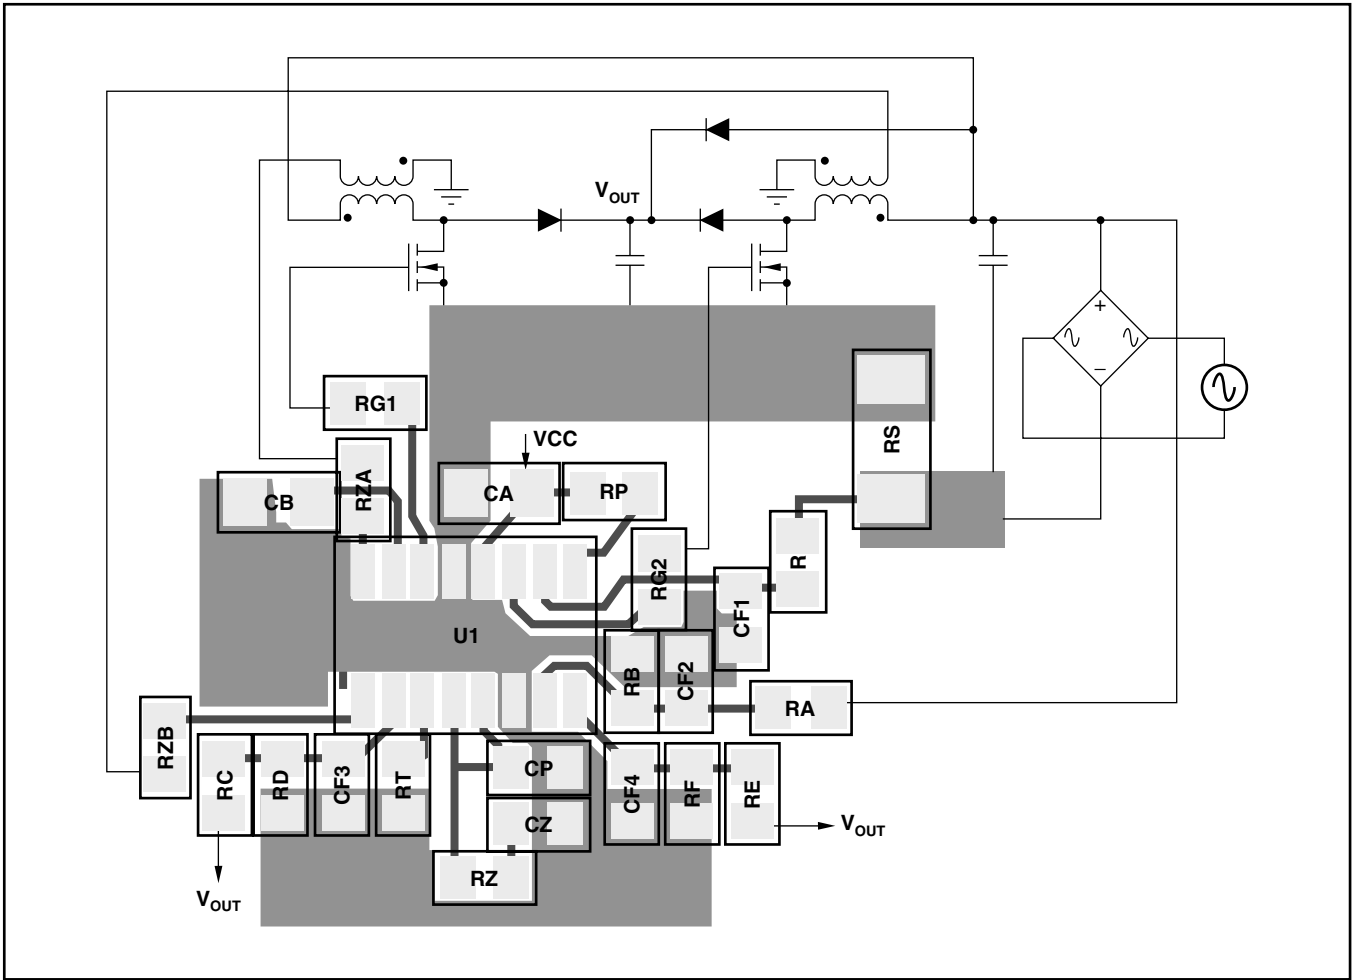 VOUT
+
−
RG1
VCC
RS
RZA
CB
CA
RP
R
RG2
CF1
U1
RB
CF2
RA
RZB
RC
RD
CF3
RT
CP
CF4
RF
RE
CZ
VOUT
RZ
VOUT